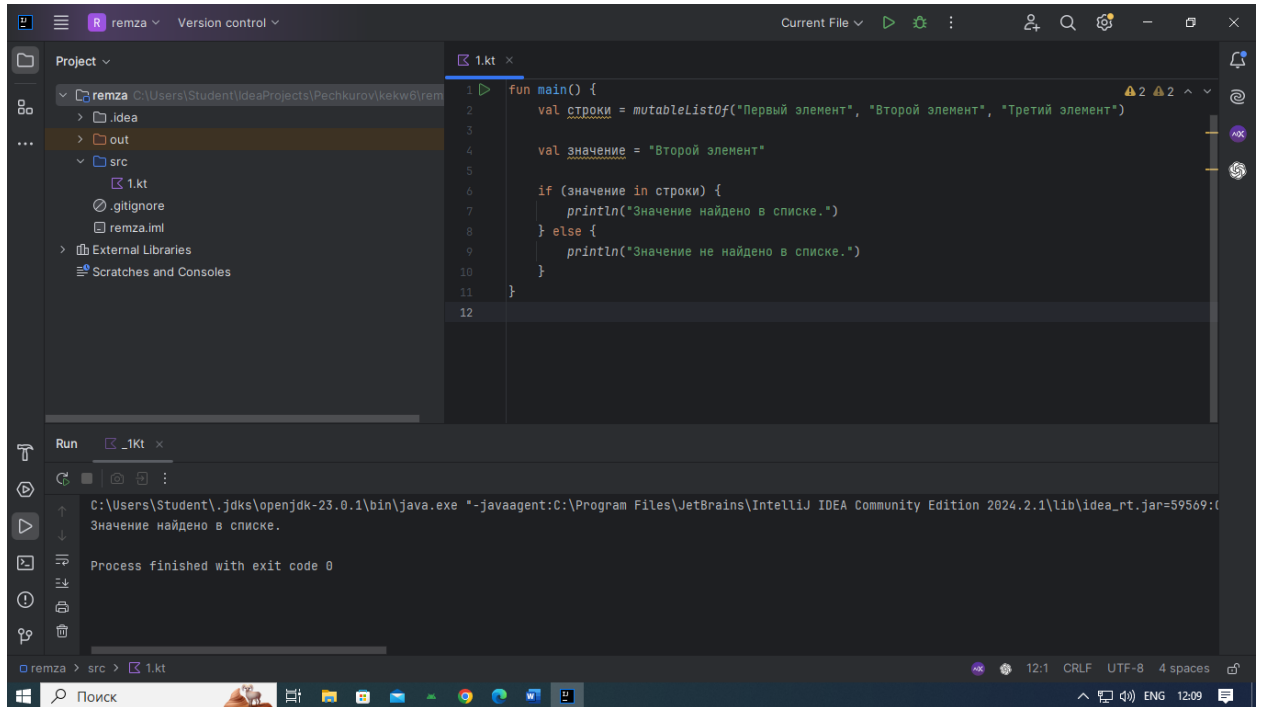 R remza Version control Current File
Project
1.kt
remza C:\Users\Student\IdeaProjects\Pechkurov\kekw6\rem
.idea
out
src
1.kt
.gitignore
remza.iml
External Libraries
Scratches and Consoles
1 fun main() {
2 val строки = mutableListOf("Первый элемент", "Второй элемент", "Третий элемент")
3
4 val значение = "Второй элемент"
5
6 if (значение in строки) {
7 println("Значение найдено в списке.")
8 } else {
9 println("Значение не найдено в списке.")
10 }
11 }
12
2 2
Run _1Kt
C:\Users\Student\.jdks\openjdk-23.0.1\bin\java.exe "-javaagent:C:\Program Files\JetBrains\IntelliJ IDEA Community Edition 2024.2.1\lib\idea_rt.jar=59569:
Значение найдено в списке.
Process finished with exit code 0
remza > src > 1.kt 12:1 CRLF UTF-8 4 spaces
Поиск ENG 12:09